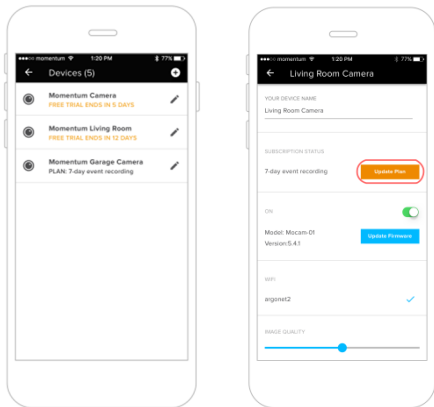 momentum 1:20 PM 77%
Devices (5)
Momentum Camera
FREE TRIAL ENDS IN 5 DAYS
Momentum Living Room
FREE TRIAL ENDS IN 12 DAYS
Momentum Garage Camera
PLAN: 7-day event recording
momentum 1:20 PM 77%
Living Room Camera
YOUR DEVICE NAME
Living Room Camera
SUBSCRIPTION STATUS
7-day event recording Update Plan
ON
Model: Mocam-01
Version:5.4.1
Update Firmware
WIFI
argonet2
IMAGE QUALITY